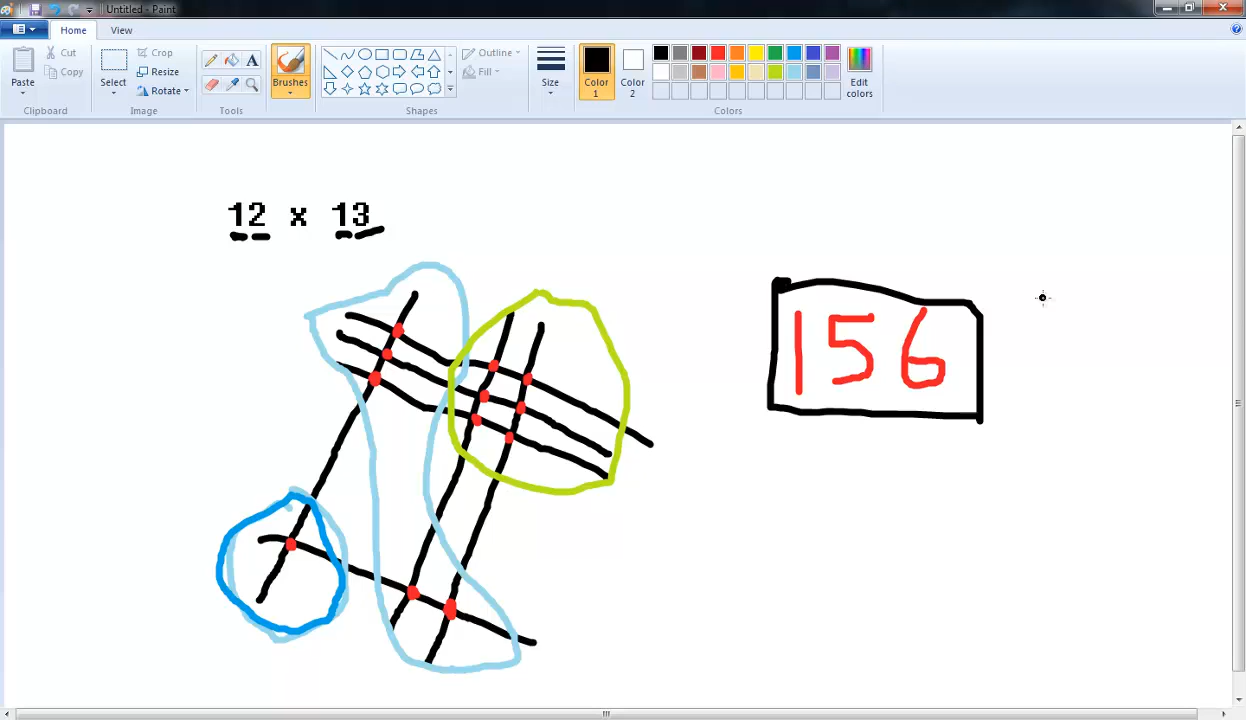 Untitled - Paint
Home View
Paste
Cut
Copy
Clipboard
Select
Crop
Resize
Rotate
Image
A
Tools
Brushes
Outline
Fill
Shapes
Size
Color 1
Color 2
Edit colors
Colors
12 x 13
156